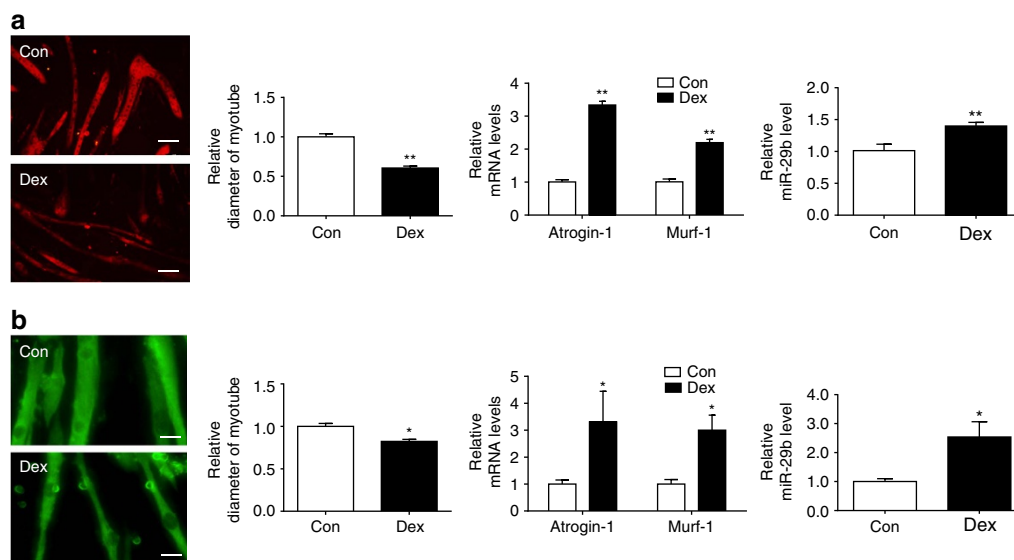 a
Con
Dex
Relative
diameter of myotube
1.5
1.0
0.5
0.0
**
Con
Dex
Relative
mRNA levels
4
3
2
1
0
Con
Dex
**
**
Atrogin-1
Murf-1
Relative
miR-29b level
2.0
1.5
1.0
0.5
0.0
**
Con
Dex
b
Con
Dex
Relative
diameter of myotube
1.5
1.0
0.5
0.0
*
Con
Dex
Relative
mRNA levels
5
4
3
2
1
0
Con
Dex
*
*
Atrogin-1
Murf-1
Relative
miR-29b level
4.0
3.0
2.0
1.0
0.0
*
Con
Dex